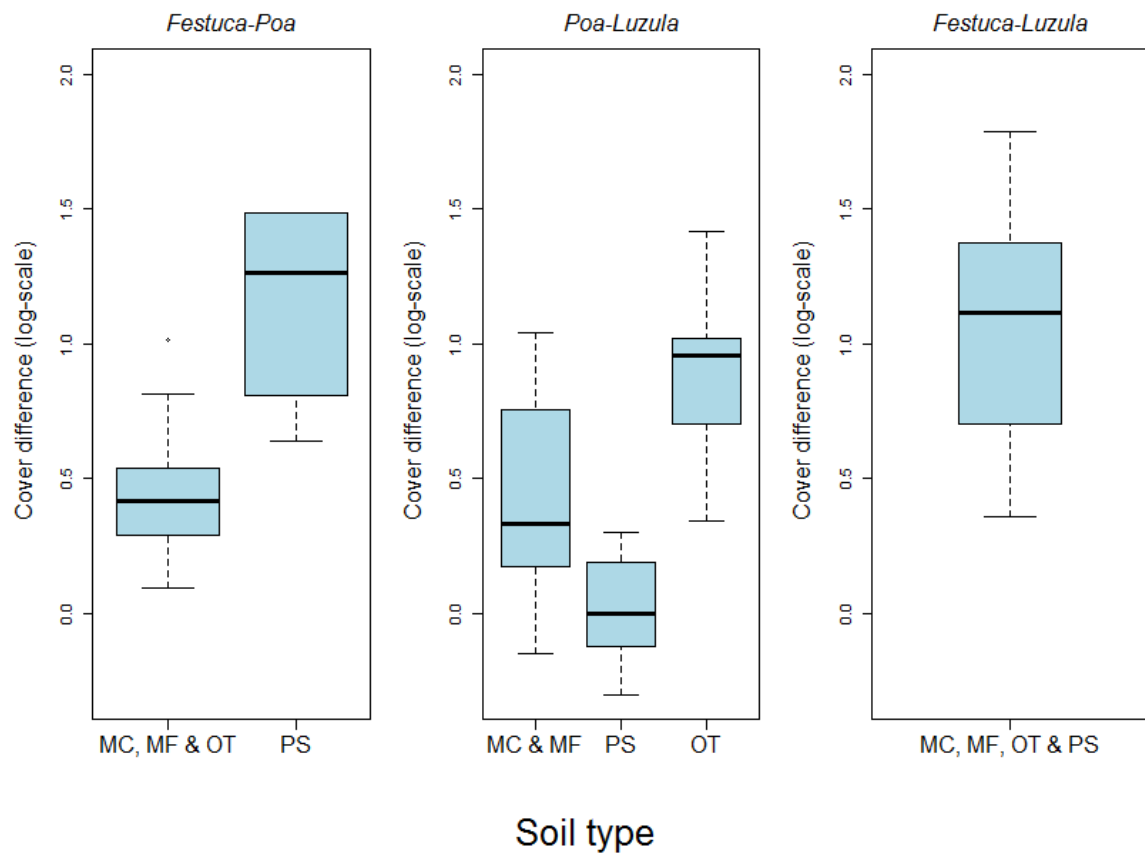 Festuca-Poa
Cover difference (log-scale)
2.0
1.5
1.0
0.5
0.0
MC, MF & OT
PS
Poa-Luzula
Cover difference (log-scale)
2.0
1.5
1.0
0.5
0.0
MC & MF
PS
OT
Festuca-Luzula
Cover difference (log-scale)
2.0
1.5
1.0
0.5
0.0
MC, MF, OT & PS
Soil type